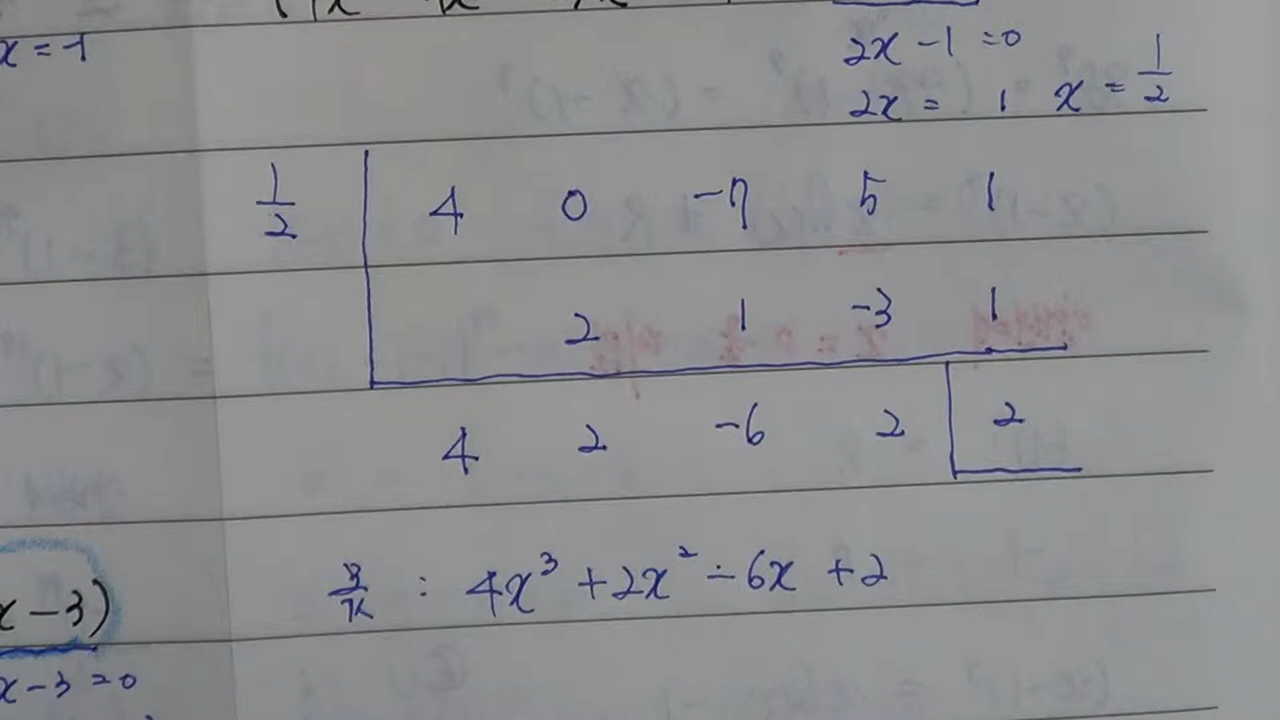 x = -1
2x - 1 = 0
2x = 1 x = 1/2
1/2 4 0 -7 5 1
2 1 -3 1
4 2 -6 2 2
몫 : 4x³ + 2x² - 6x + 2
x - 3)
x - 3 = 0